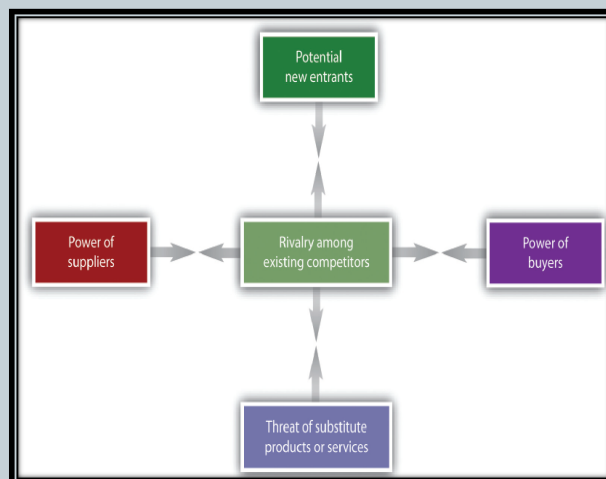 Potential
new entrants
Power of
suppliers
Rivalry among
existing competitors
Power of
buyers
Threat of substitute
products or services